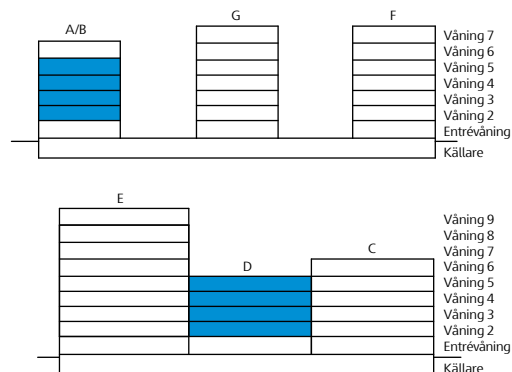 A/B
G
F
Våning 7
Våning 6
Våning 5
Våning 4
Våning 3
Våning 2
Entrévåning
Källare
E
D
C
Våning 9
Våning 8
Våning 7
Våning 6
Våning 5
Våning 4
Våning 3
Våning 2
Entrévåning
Källare